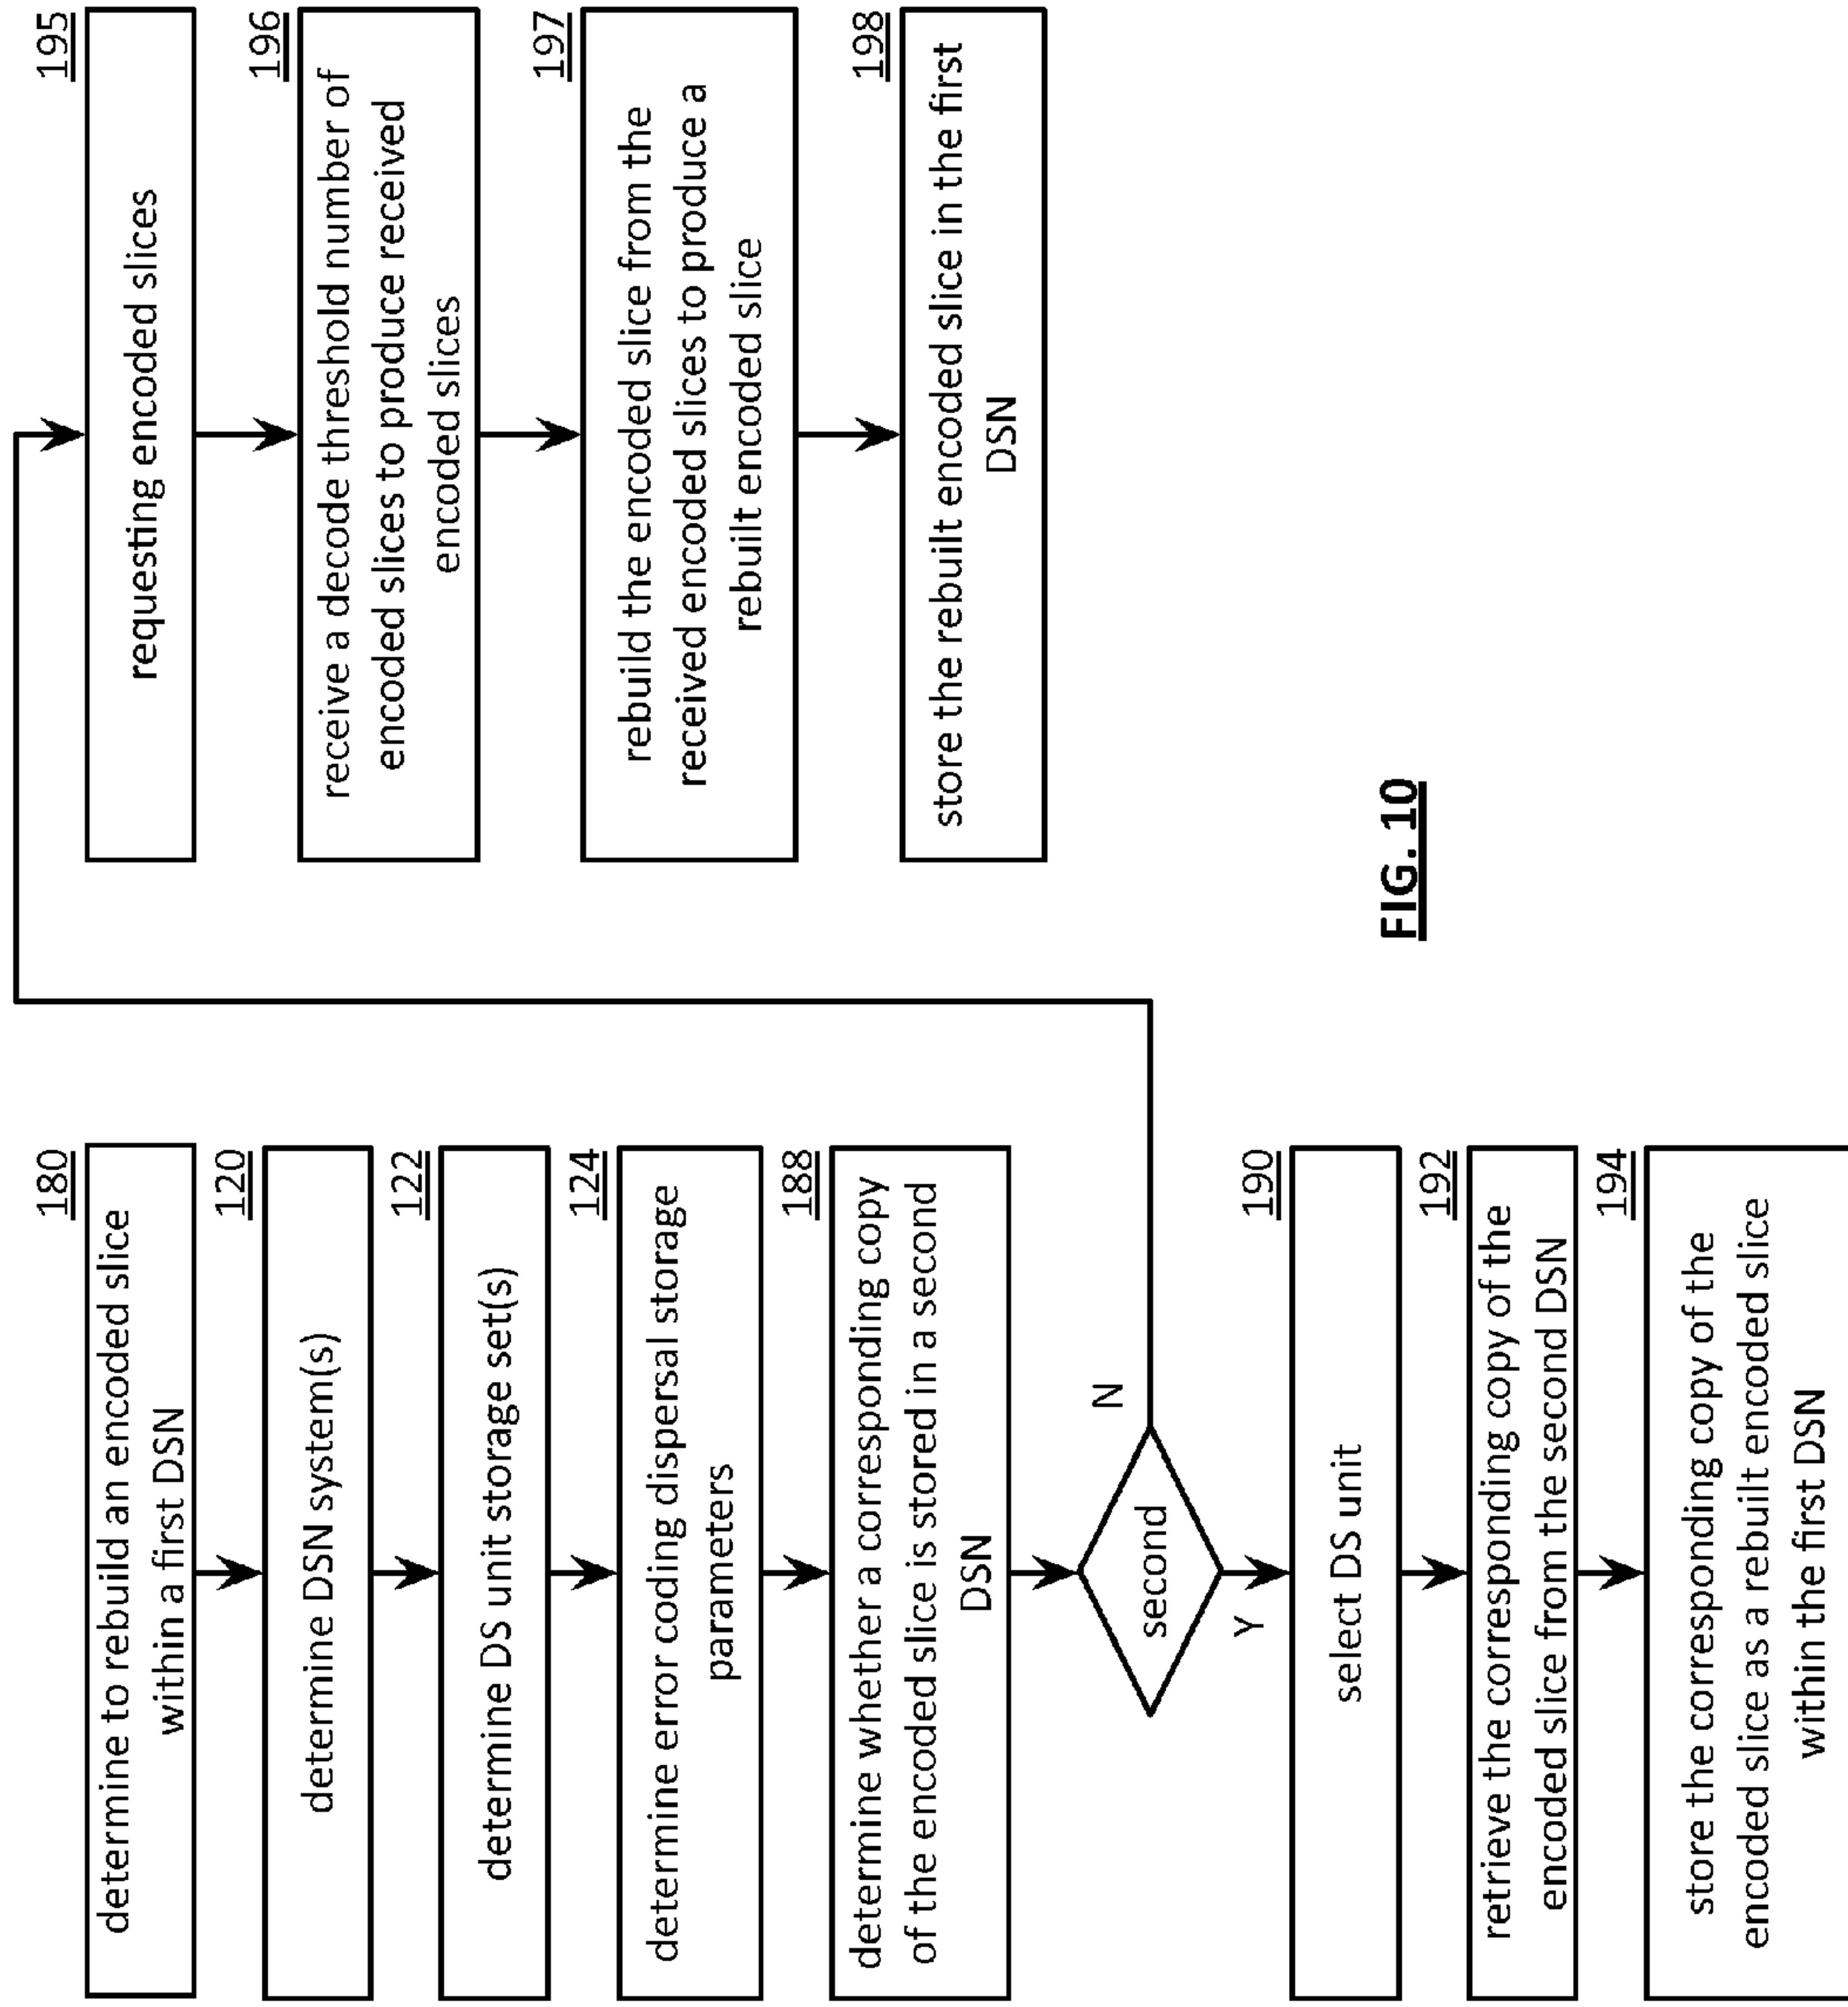 180
determine to rebuild an encoded slice
within a first DSN
120
determine DSN system(s)
122
determine DS unit storage set(s)
124
determine error coding dispersal storage
parameters
188
determine whether a corresponding copy
of the encoded slice is stored in a second
DSN
second
N
Y
190
select DS unit
192
retrieve the corresponding copy of the
encoded slice from the second DSN
194
store the corresponding copy of the
encoded slice as a rebuilt encoded slice
within the first DSN
195
requesting encoded slices
196
receive a decode threshold number of
encoded slices to produce received
encoded slices
197
rebuild the encoded slice from the
received encoded slices to produce a
rebuilt encoded slice
198
store the rebuilt encoded slice in the first
DSN
FIG. 10